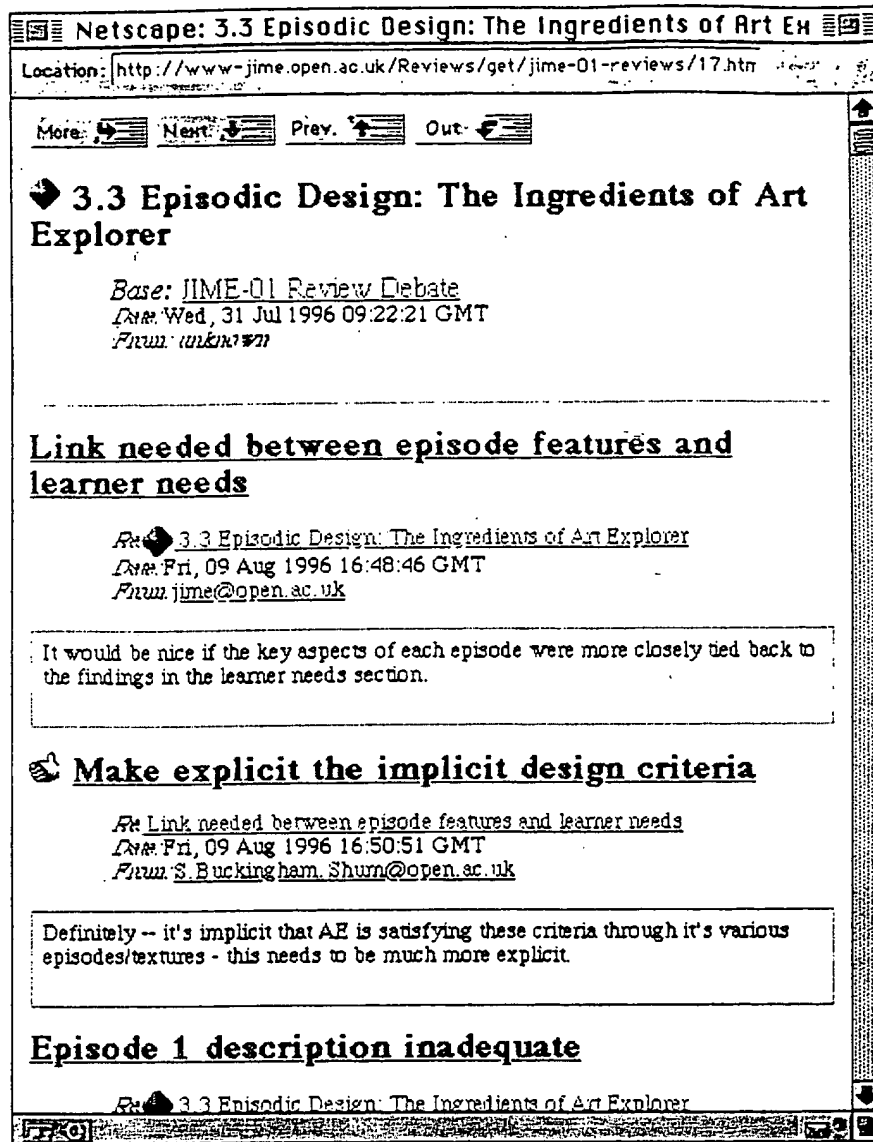 Netscape: 3.3 Episodic Design: The Ingredients of Art Ex
Location: http://www-jime.open.ac.uk/Reviews/get/jime-01-reviews/17.htm
More Next Prev. Out
3.3 Episodic Design: The Ingredients of Art
Explorer
Base: JIME-01 Review Debate
Date: Wed, 31 Jul 1996 09:22:21 GMT
From: unknown
Link needed between episode features and
learner needs
Re: 3.3 Episodic Design: The Ingredients of Art Explorer
Date: Fri, 09 Aug 1996 16:48:46 GMT
From: jime@open.ac.uk
It would be nice if the key aspects of each episode were more closely tied back to
the findings in the learner needs section.
Make explicit the implicit design criteria
Re: Link needed between episode features and learner needs
Date: Fri, 09 Aug 1996 16:50:51 GMT
From: S.Buckingham.Shum@open.ac.uk
Definitely -- it's implicit that AE is satisfying these criteria through it's various
episodes/textures - this needs to be much more explicit.
Episode 1 description inadequate
Re: 3.3 Episodic Design: The Ingredients of Art Explorer